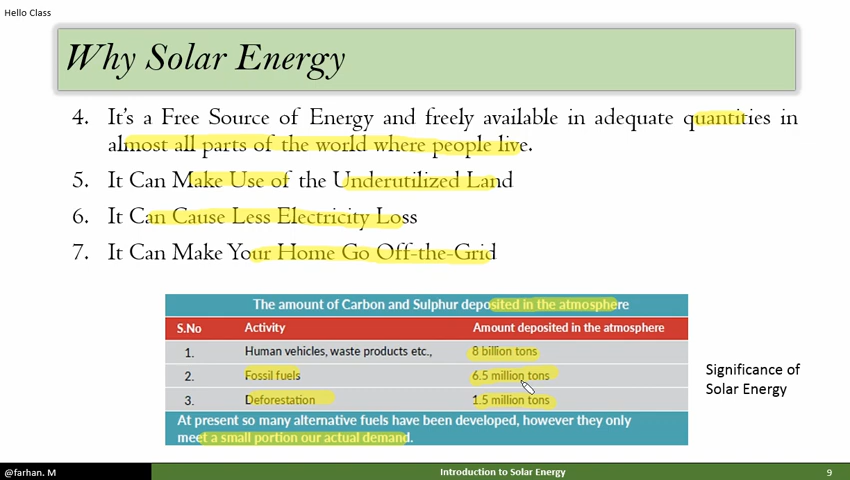 Hello Class
Why Solar Energy
4. It's a Free Source of Energy and freely available in adequate quantities in
almost all parts of the world where people live.
5. It Can Make Use of the Underutilized Land
6. It Can Cause Less Electricity Loss
7. It Can Make Your Home Go Off-the-Grid
The amount of Carbon and Sulphur deposited in the atmosphere
S.No Activity Amount deposited in the atmosphere
1. Human vehicles, waste products etc., 8 billion tons
2. Fossil fuels 6.5 million tons
3. Deforestation 1.5 million tons
At present so many alternative fuels have been developed, however they only
meet a small portion our actual demand.
Significance of
Solar Energy
@farhan. M Introduction to Solar Energy 9